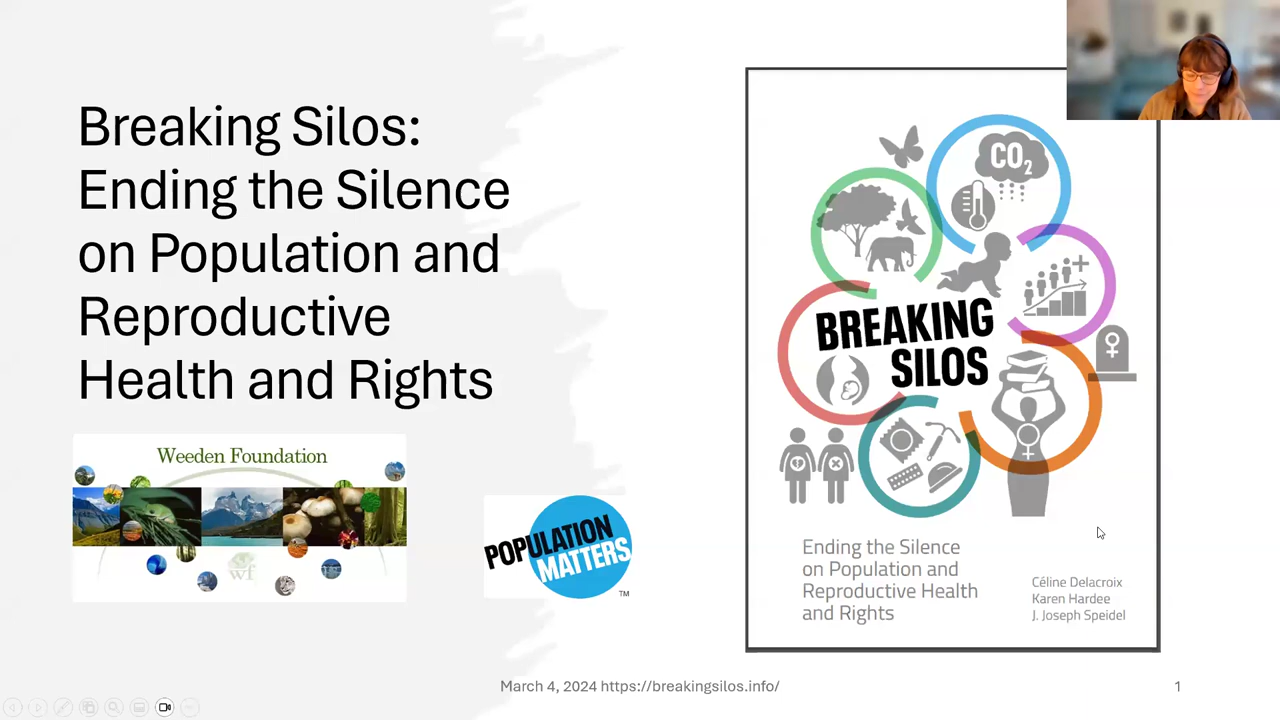 Breaking Silos:
Ending the Silence
on Population and
Reproductive
Health and Rights
Weeden Foundation
wf
POPULATION
MATTERS
TM
CO2
BREAKING
SILOS
Ending the Silence
on Population and
Reproductive Health
and Rights
Céline Delacroix
Karen Hardee
J. Joseph Speidel
March 4, 2024 https://breakingsilos.info/
1